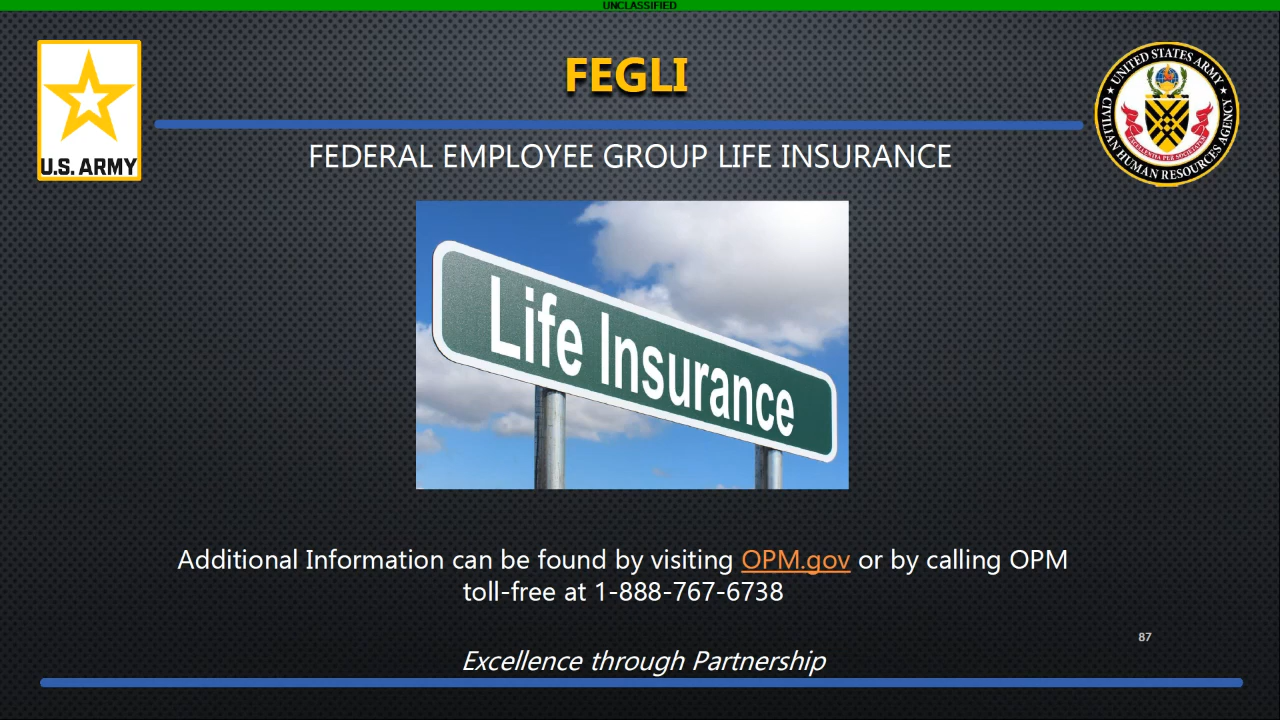 UNCLASSIFIED
FEGLI
U.S. ARMY
UNITED STATES ARMY
CIVILIAN HUMAN RESOURCES AGENCY
FEDERAL EMPLOYEE GROUP LIFE INSURANCE
Life Insurance
Additional Information can be found by visiting OPM.gov or by calling OPM
toll-free at 1-888-767-6738
87
Excellence through Partnership